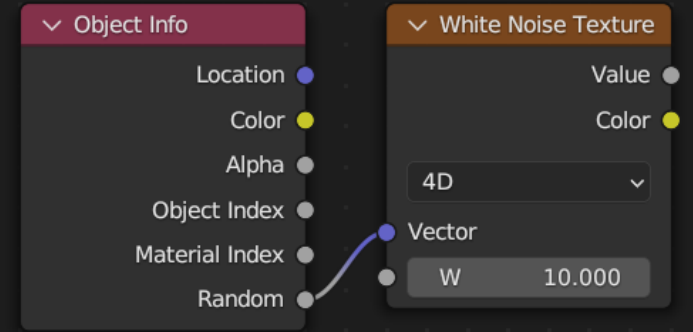 Object Info
Location
Color
Alpha
Object Index
Material Index
Random
White Noise Texture
Value
Color
4D
Vector
W 10.000